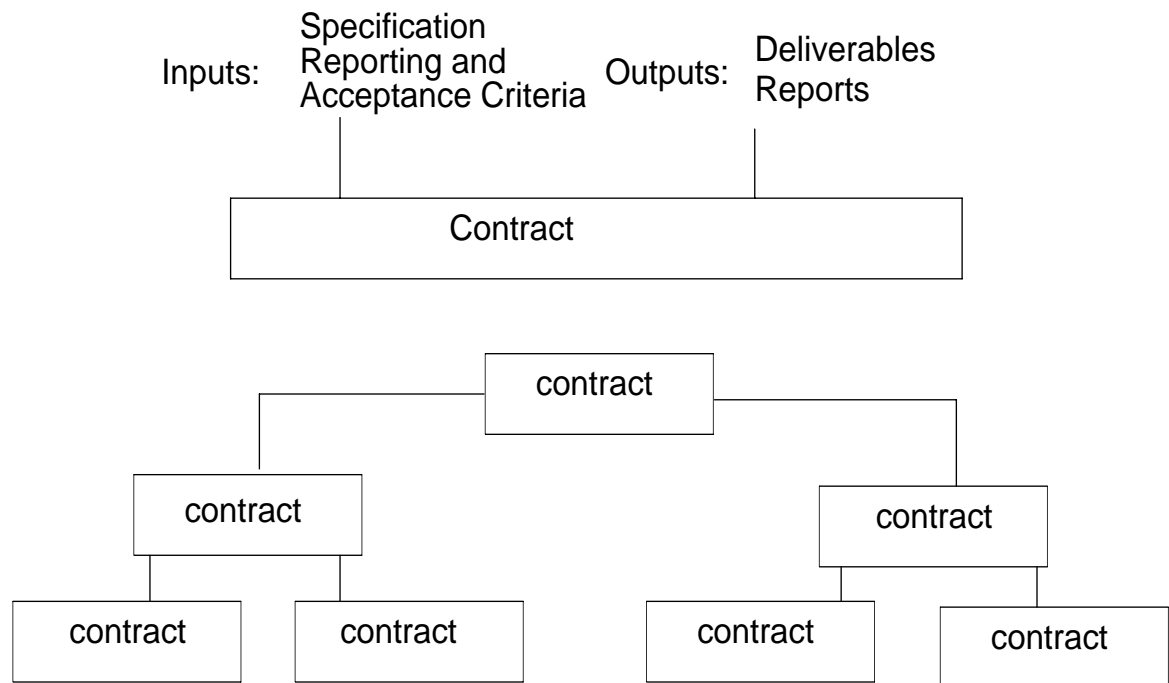 Inputs:
Specification
Reporting and
Acceptance Criteria
Outputs:
Deliverables
Reports
Contract
contract
contract
contract
contract
contract
contract
contract